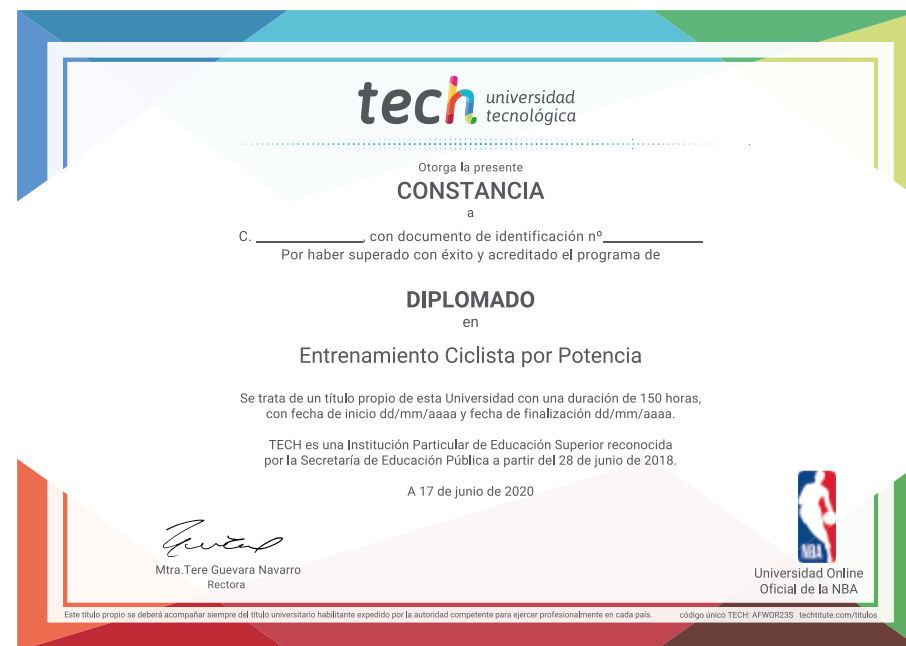 tech universidad
tecnológica
Otorga la presente
CONSTANCIA
a
C. ______________, con documento de identificación nº_____________
Por haber superado con éxito y acreditado el programa de
DIPLOMADO
en
Entrenamiento Ciclista por Potencia
Se trata de un título propio de esta Universidad con una duración de 150 horas,
con fecha de inicio dd/mm/aaaa y fecha de finalización dd/mm/aaaa.
TECH es una Institución Particular de Educación Superior reconocida
por la Secretaría de Educación Pública a partir del 28 de junio de 2018.
A 17 de junio de 2020
Mtra.Tere Guevara Navarro
Rectora
NBA
Universidad Online
Oficial de la NBA
Este título propio se deberá acompañar siempre del título universitario habilitante expedido por la autoridad competente para ejercer profesionalmente en cada país. código único TECH: AFWOR23S techtitute.com/titulos